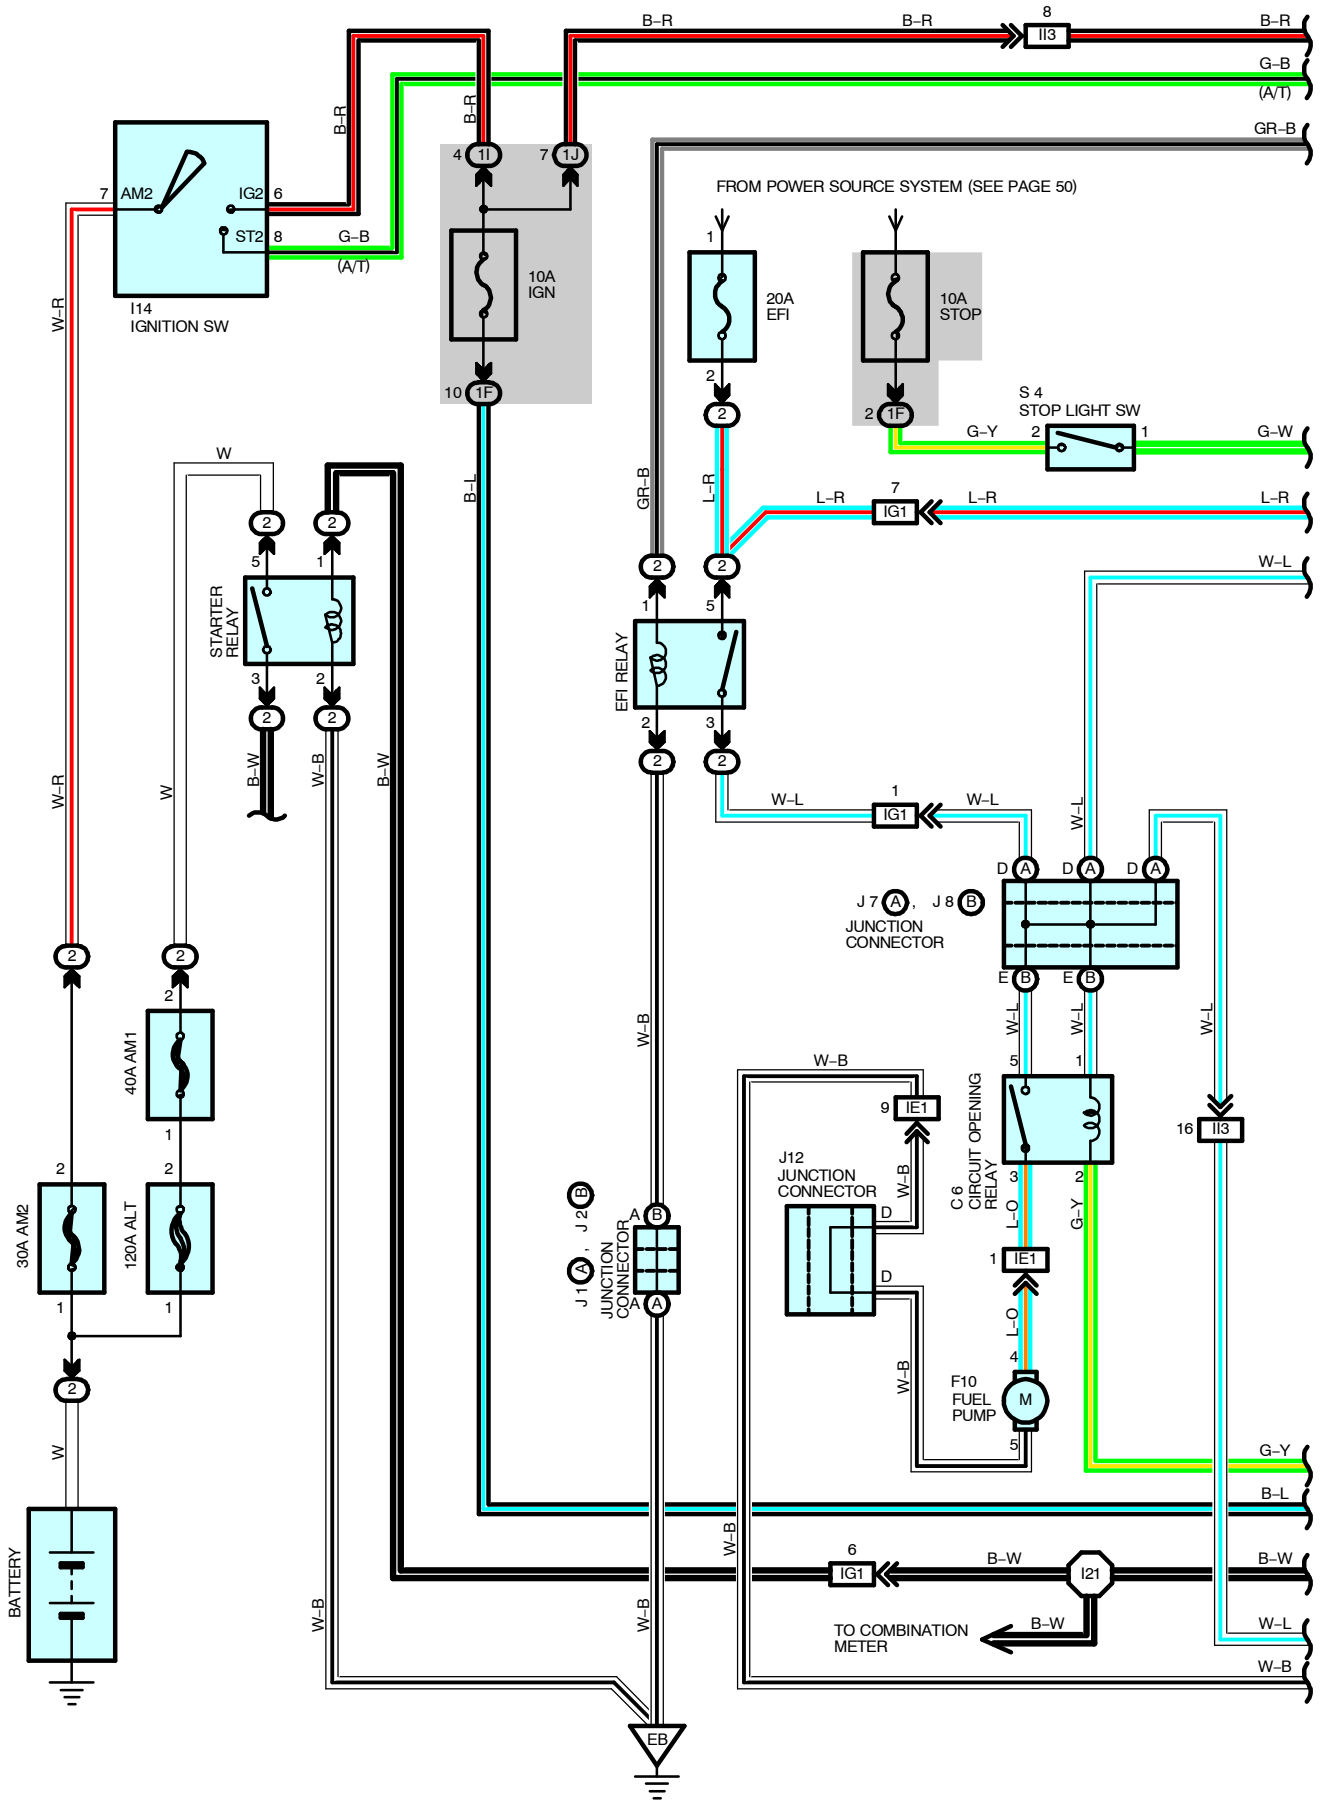 B–R
B–R
8
II3
B–R
G–B
(A/T)
B–R
B–R
GR–B
4
1I
7
1J
FROM POWER SOURCE SYSTEM (SEE PAGE 50)
7
AM2
IG2
6
ST2
8
G–B
(A/T)
I14
IGNITION SW
W–R
10A
IGN
1
20A
EFI
2
2
10A
STOP
2
1F
10
1F
S 4
STOP LIGHT SW
G–Y
2
1
G–W
W
B–L
GR–B
L–R
L–R
7
IG1
L–R
L–R
2
2
5
1
STARTER
RELAY
3
2
2
2
2
2
1
5
EFI RELAY
2
3
2
2
W–L
B–W
W–B
B–W
W–R
W
W–L
1
IG1
W–L
W–L
D
A
D
A
D
A
J 7
A
,
J 8
B
JUNCTION
CONNECTOR
E
B
E
B
2
2
2
40A AM1
1
W–B
W–L
W–L
W–L
5
1
C 6
CIRCUIT OPENING
RELAY
3
2
W–B
9
IE1
W–B
16
II3
J12
JUNCTION
CONNECTOR
D
D
L–O
G–Y
1
IE1
L–O
4
2
2
30A AM2
120A ALT
1
1
2
J 1
A
,
J 2
B
JUNCTION
CONNECTOR
A
B
A
A
W–B
F10
FUEL
PUMP
M
5
W
G–Y
B–L
BATTERY
W–B
6
IG1
B–W
I21
B–W
W–B
W–B
TO COMBINATION
METER
B–W
W–L
W–B
EB